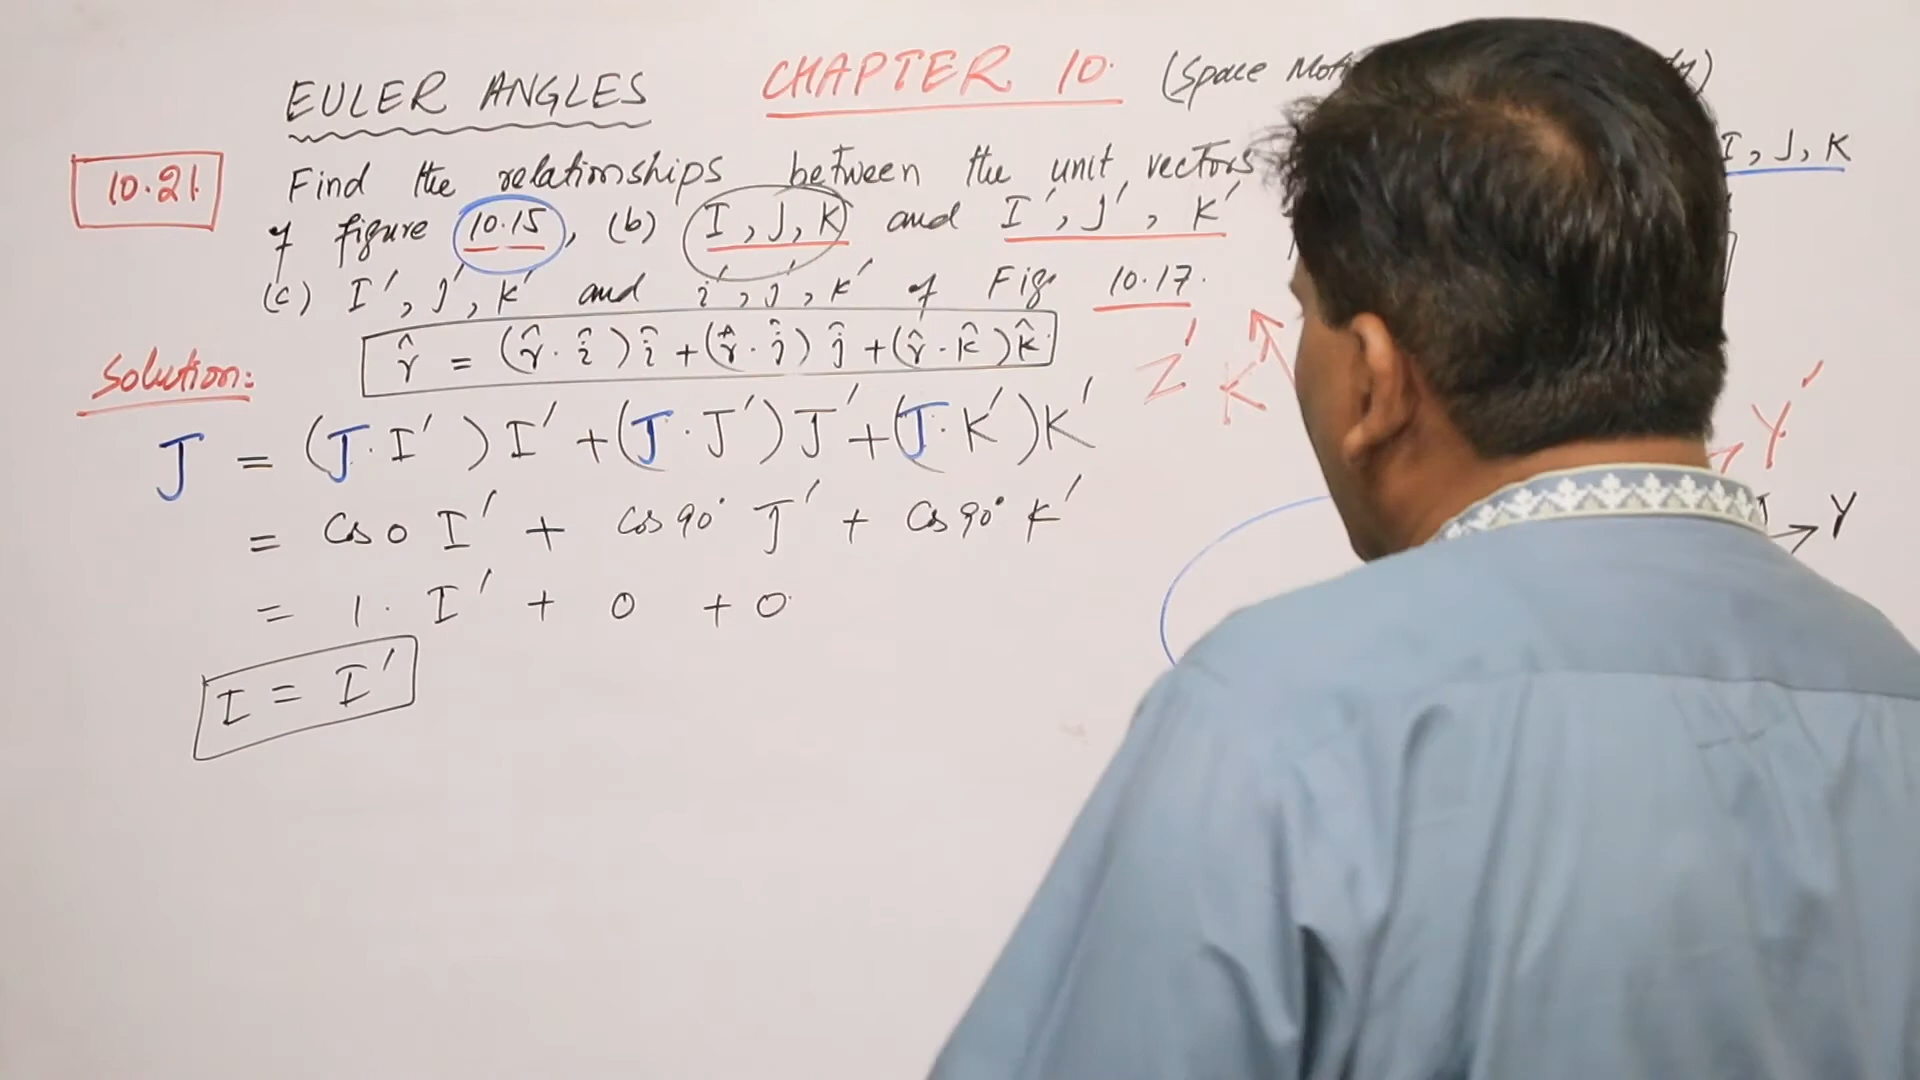 EULER ANGLES CHAPTER 10. (Space
10.21. Find the relationships between the unit vectors I, J, K
of figure 10.15, (b) I, J, K and I', J', K'
(c) I', J', K' and i', j', k' of Fig 10.17.
Solution: r̂ = (r̂ . î) î + (r̂ . ĵ) ĵ + (r̂ . k̂) k̂
Z' K'
Y'
J = (J . I') I' + (J . J') J' + (J . K') K'
Y
= Cos 0 I' + Cos 90° J' + Cos 90° K'
= 1 . I' + 0 + 0.
I = I'